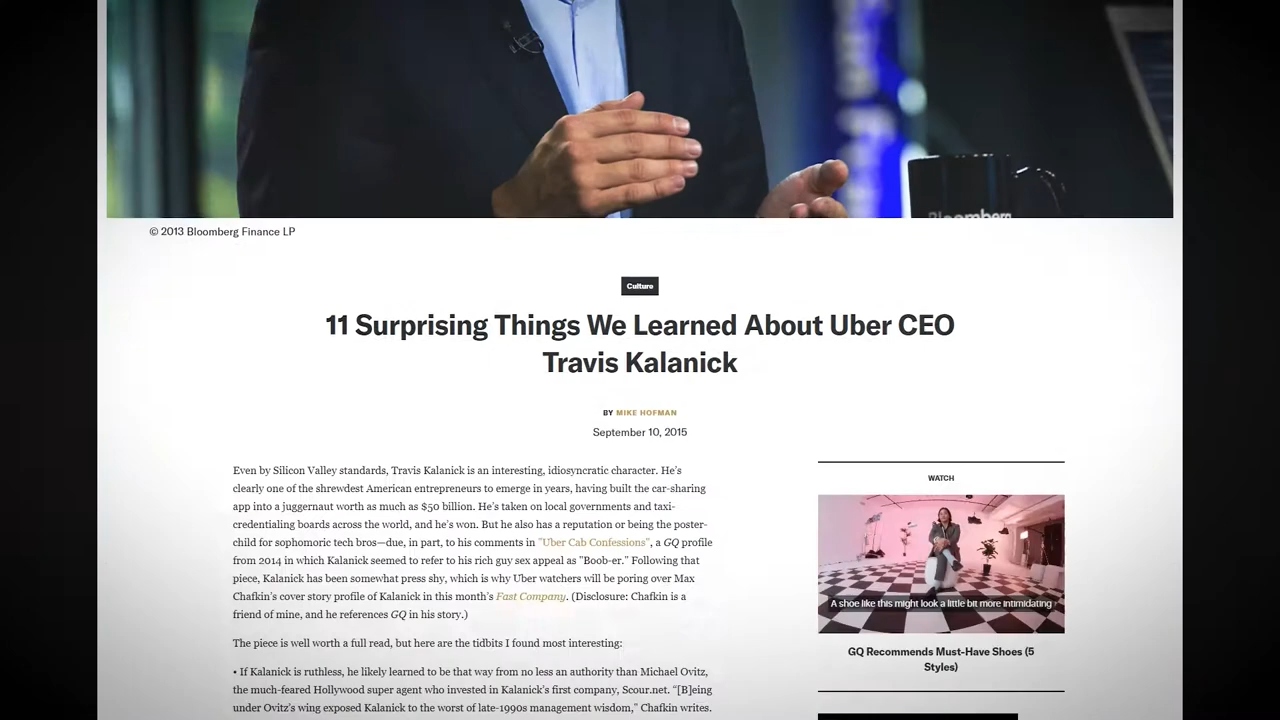 Bloomberg
© 2013 Bloomberg Finance LP
Culture
11 Surprising Things We Learned About Uber CEO
Travis Kalanick
BY MIKE HOFMAN
September 10, 2015
Even by Silicon Valley standards, Travis Kalanick is an interesting, idiosyncratic character. He's
clearly one of the shrewdest American entrepreneurs to emerge in years, having built the car-sharing
app into a juggernaut worth as much as $50 billion. He's taken on local governments and taxi-
credentialing boards across the world, and he's won. But he also has a reputation or being the poster-
child for sophomoric tech bros—due, in part, to his comments in "Uber Cab Confessions", a GQ profile
from 2014 in which Kalanick seemed to refer to his rich guy sex appeal as "Boob-er." Following that
piece, Kalanick has been somewhat press shy, which is why Uber watchers will be poring over Max
Chafkin's cover story profile of Kalanick in this month's Fast Company. (Disclosure: Chafkin is a
friend of mine, and he references GQ in his story.)
The piece is well worth a full read, but here are the tidbits I found most interesting:
• If Kalanick is ruthless, he likely learned to be that way from no less an authority than Michael Ovitz,
the much-feared Hollywood super agent who invested in Kalanick's first company, Scour.net. “[B]eing
under Ovitz's wing exposed Kalanick to the worst of late-1990s management wisdom,” Chafkin writes.
WATCH
A shoe like this might look a little bit more intimidating
GQ Recommends Must-Have Shoes (5
Styles)